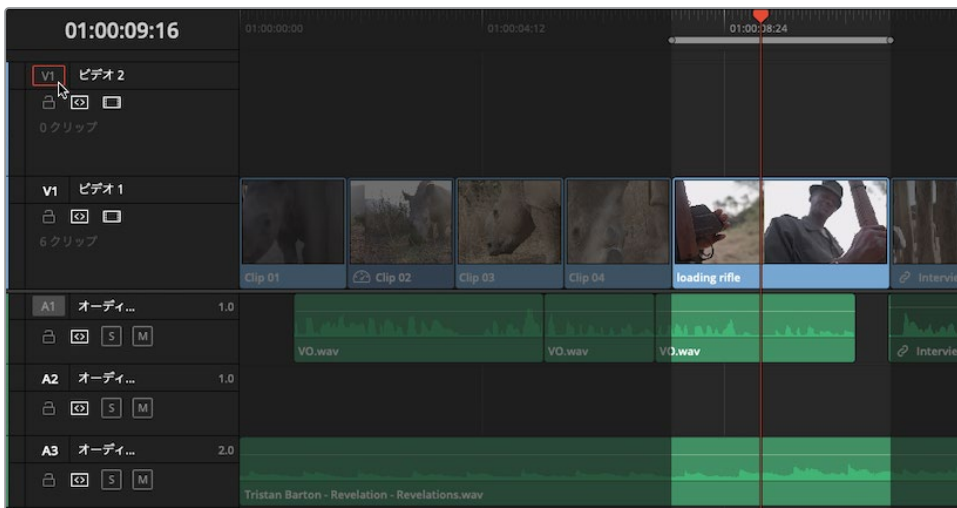 01:00:09:16
01:00:00:00
01:00:04:12
01:00:08:24
V1 ビデオ 2
0 クリップ
V1 ビデオ 1
6 クリップ
Clip 01
Clip 02
Clip 03
Clip 04
loading rifle
Intervie
A1 オーディ... 1.0
S M
VO.wav
VO.wav
VO.wav
Intervie
A2 オーディ... 1.0
S M
A3 オーディ... 2.0
S M
Tristan Barton - Revelation - Revelations.wav